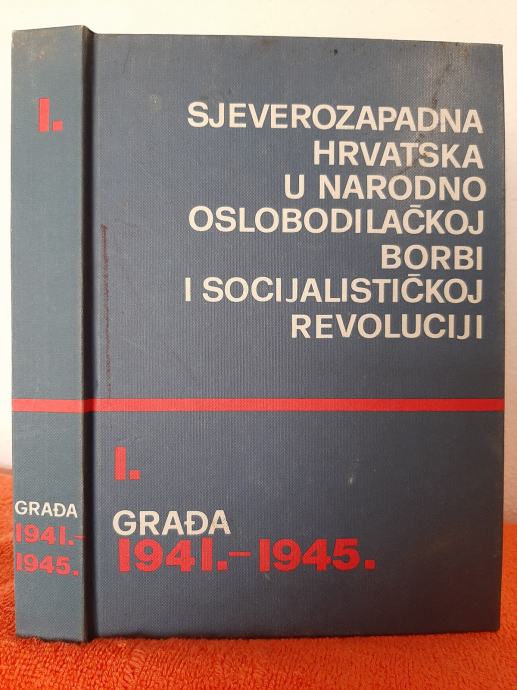 I.
GRAĐA
1941.–
1945.
SJEVEROZAPADNA
HRVATSKA
U NARODNO
OSLOBODILAČKOJ
BORBI
I SOCIJALISTIČKOJ
REVOLUCIJI
I.
GRAĐA
1941.–1945.